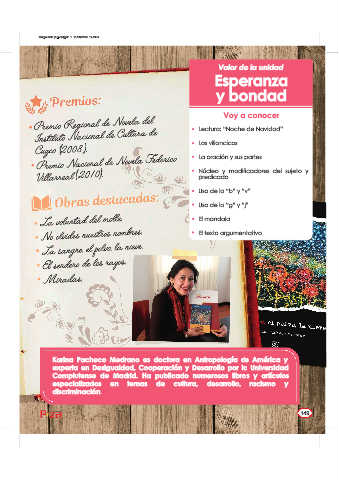 Premios:
• Premio Regional de Novela del
Instituto Nacional de Cultura de
Cuzco (2008).
• Premio Nacional de Novela Federico
Villarreal (2010).
Obras destacadas:
• La voluntad del molle.
• No olvides nuestros nombres.
• La sangre, el polvo, la nieve.
• El sendero de los rayos.
• Miradas.
Valor de la unidad
Esperanza
y bondad
Voy a conocer
• Lectura: "Noche de Navidad"
• Los villancicos
• La oración y sus partes
• Núcleo y modificadores del sujeto y
predicado
• Uso de la "b" y "v"
• Uso de la "g" y "j"
• El mándala
• El texto argumentativo
Karina Pacheco Medrano es doctora en Antropología de América y
experta en Desigualdad, Cooperación y Desarrollo por la Universidad
Complutense de Madrid. Ha publicado numerosos libros y artículos
especializados en temas de cultura, desarrollo, racismo y
discriminación.
149